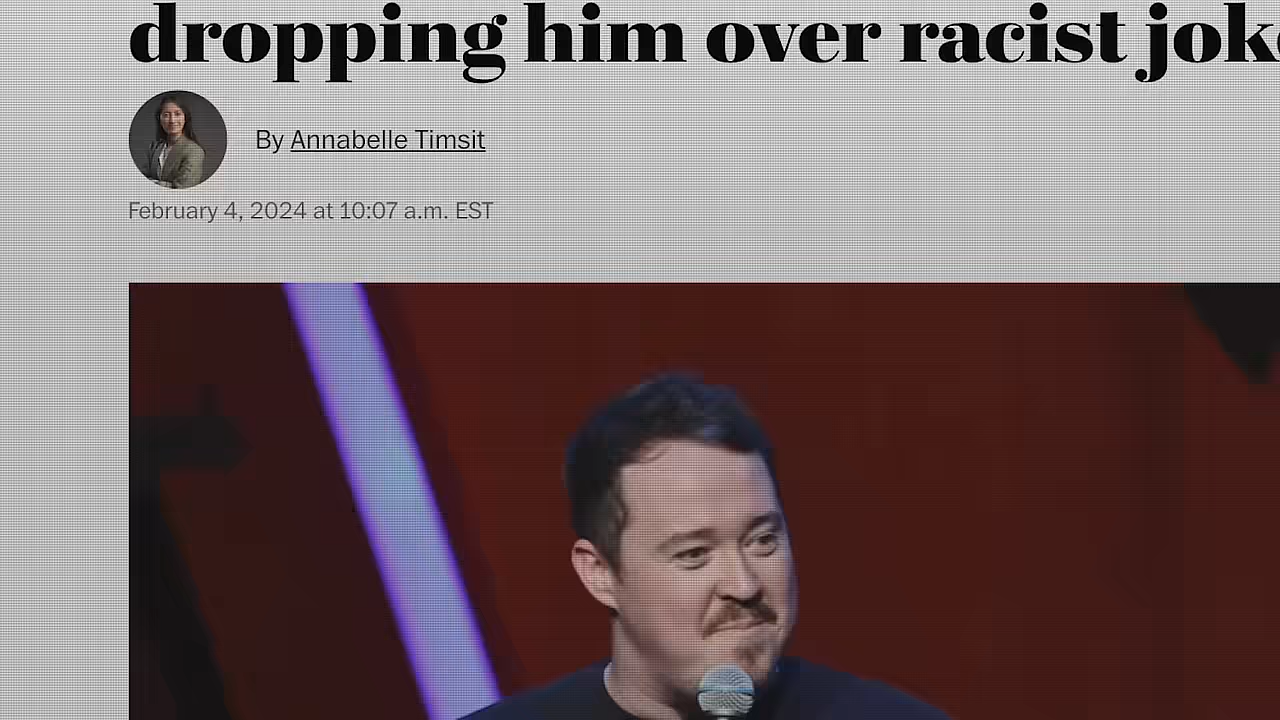 dropping him over racist jok
By Annabelle Timsit
February 4, 2024 at 10:07 a.m. EST